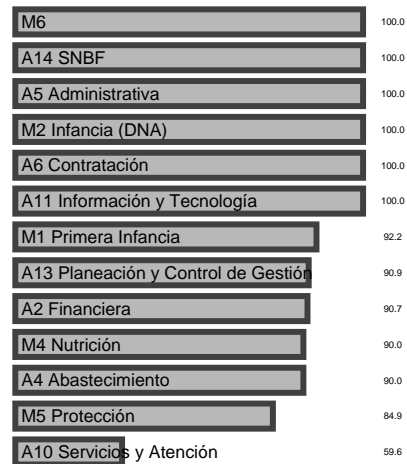 M6 100.0
A14 SNBF 100.0
A5 Administrativa 100.0
M2 Infancia (DNA) 100.0
A6 Contratación 100.0
A11 Información y Tecnología 100.0
M1 Primera Infancia 92.2
A13 Planeación y Control de Gestión 90.9
A2 Financiera 90.7
M4 Nutrición 90.0
A4 Abastecimiento 90.0
M5 Protección 84.9
A10 Servicios y Atención 59.6